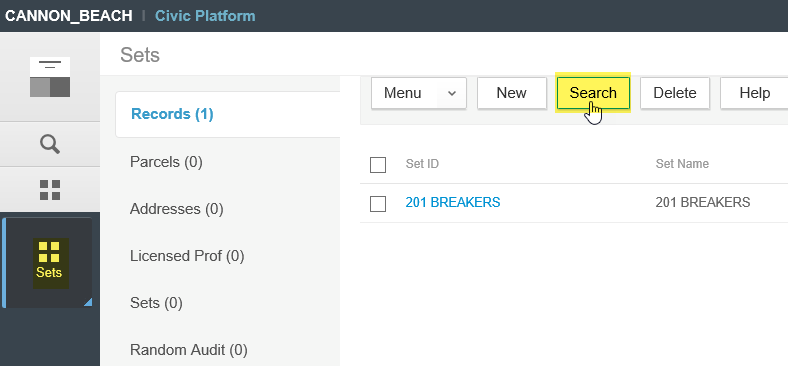 CANNON_BEACH | Civic Platform
Sets
Menu New Search Delete Help
Records (1)
Parcels (0)
Addresses (0)
Licensed Prof (0)
Sets (0)
Random Audit (0)
Set ID Set Name
201 BREAKERS 201 BREAKERS
Sets